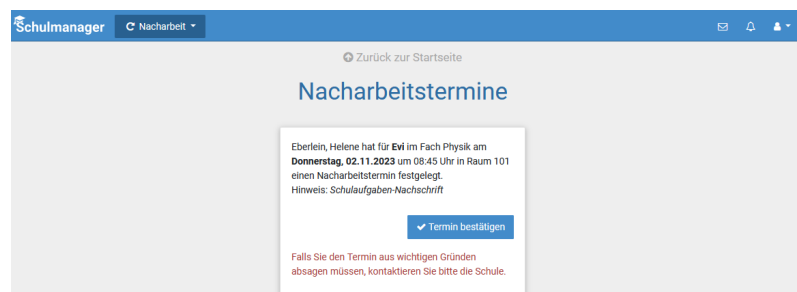 Schulmanager
Nacharbeit
Zurück zur Startseite
Nacharbeitstermine
Eberlein, Helene hat für Evi im Fach Physik am
Donnerstag, 02.11.2023 um 08:45 Uhr in Raum 101
einen Nacharbeitstermin festgelegt.
Hinweis: Schulaufgaben-Nachschrift
Termin bestätigen
Falls Sie den Termin aus wichtigen Gründen
absagen müssen, kontaktieren Sie bitte die Schule.